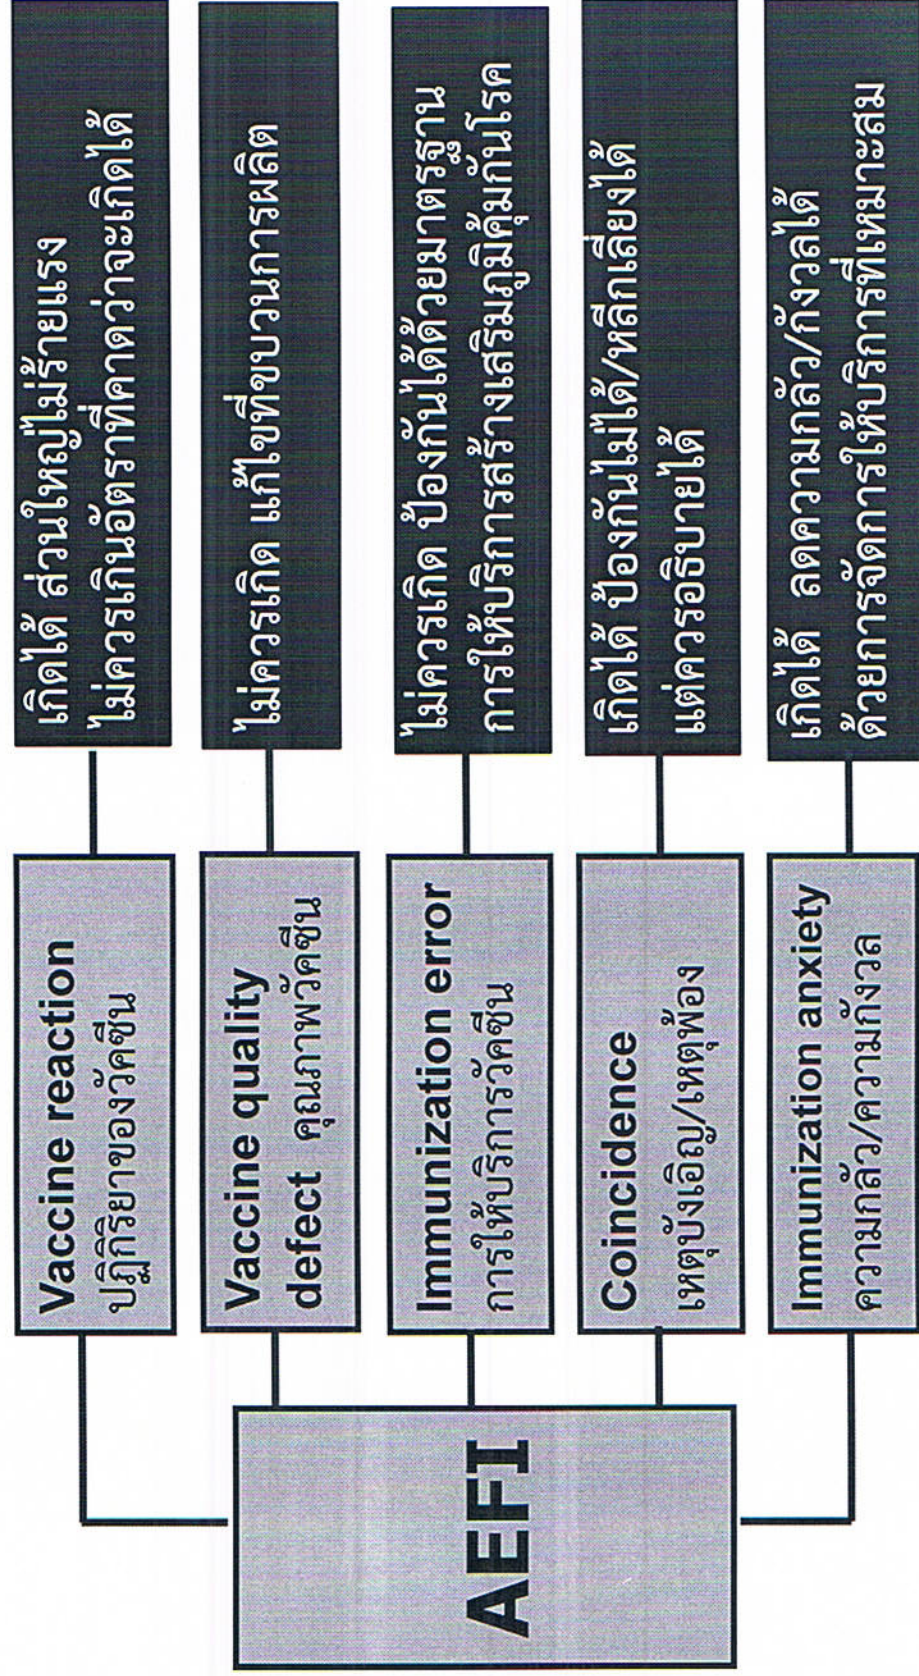 AEFI
Vaccine reaction
ปฏิกิริยาของวัคซีน
เกิดได้ ส่วนใหญ่ไม่ร้ายแรง
ไม่ควรเกินอัตราที่คาดว่าจะเกิดได้
Vaccine quality
defect คุณภาพวัคซีน
ไม่ควรเกิด แก้ไขที่ขบวนการผลิต
Immunization error
การให้บริการวัคซีน
ไม่ควรเกิด ป้องกันได้ด้วยมาตรฐาน
การให้บริการสร้างเสริมภูมิคุ้มกันโรค
Coincidence
เหตุบังเอิญ/เหตุพ้อง
เกิดได้ ป้องกันไม่ได้/หลีกเลี่ยงได้
แต่ควรอธิบายได้
Immunization anxiety
ความกลัว/ความกังวล
เกิดได้ ลดความกลัว/กังวลได้
ด้วยการจัดการให้บริการที่เหมาะสม